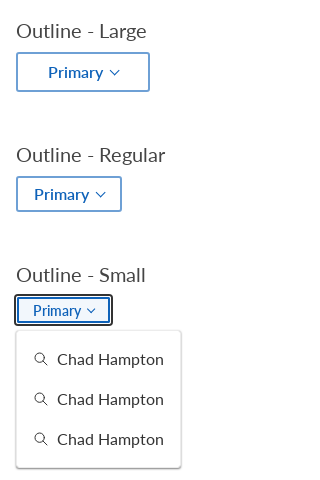 Outline - Large
Primary
Outline - Regular
Primary
Outline - Small
Primary
Chad Hampton
Chad Hampton
Chad Hampton